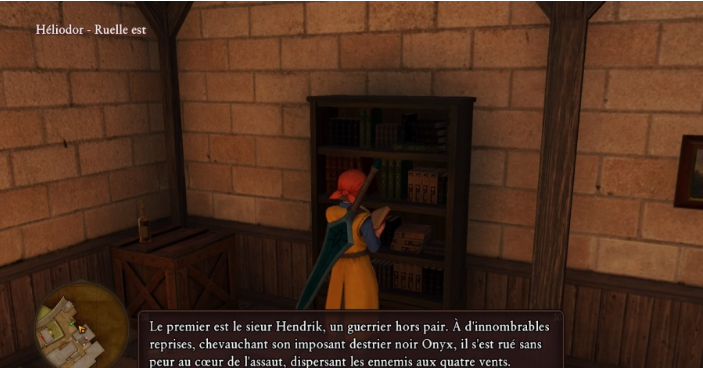 Héliodor - Ruelle est
Le premier est le sieur Hendrik, un guerrier hors pair. À d'innombrables
reprises, chevauchant son imposant destrier noir Onyx, il s'est rué sans
peur au cœur de l'assaut, dispersant les ennemis aux quatre vents.